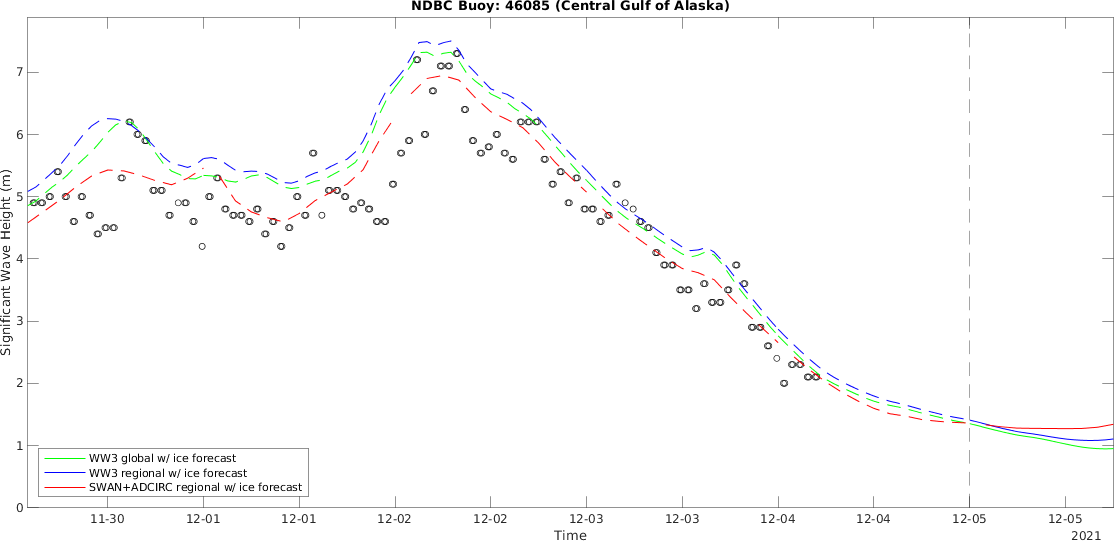 NDBC Buoy: 46085 (Central Gulf of Alaska)
Significant Wave Height (m)
7
6
5
4
3
2
1
0
WW3 global w/ ice forecast
WW3 regional w/ ice forecast
SWAN+ADCIRC regional w/ ice forecast
11-30 12-01 12-01 12-02 12-02 12-03 12-03 12-04 12-04 12-05 12-05
Time
2021